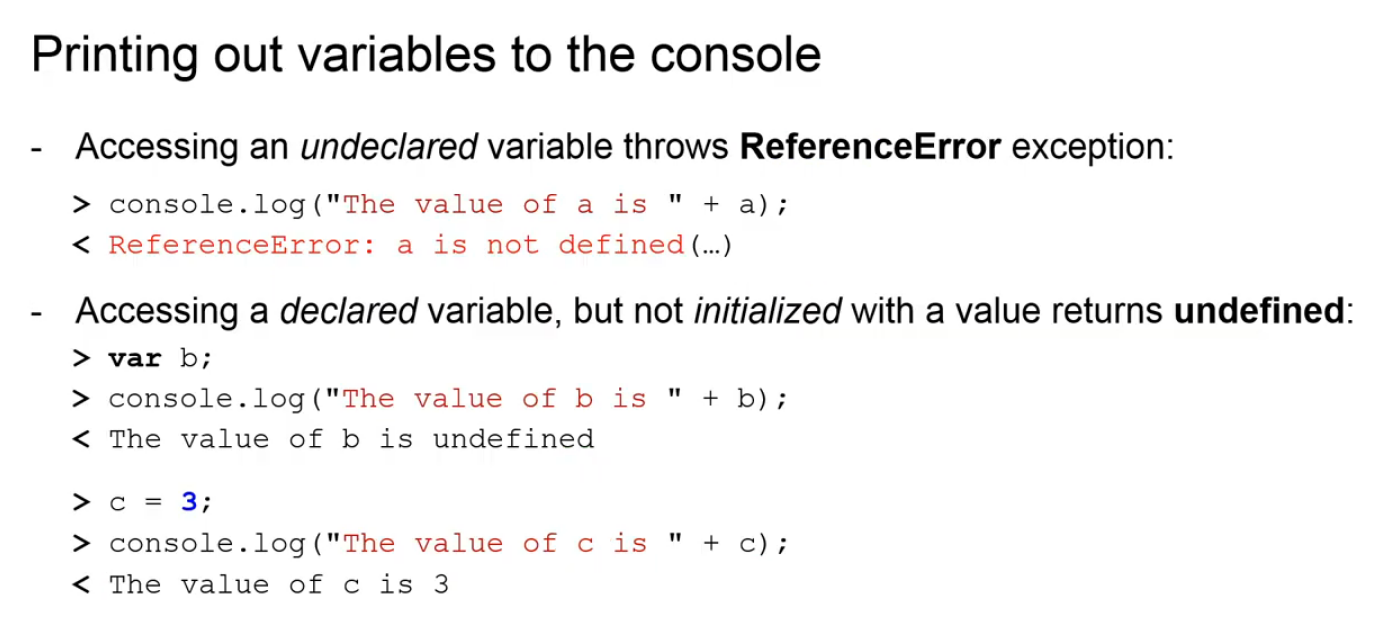 Printing out variables to the console
- Accessing an undeclared variable throws ReferenceError exception:
> console.log("The value of a is " + a);
< ReferenceError: a is not defined(…)
- Accessing a declared variable, but not initialized with a value returns undefined:
> var b;
> console.log("The value of b is " + b);
< The value of b is undefined
> c = 3;
> console.log("The value of c is " + c);
< The value of c is 3